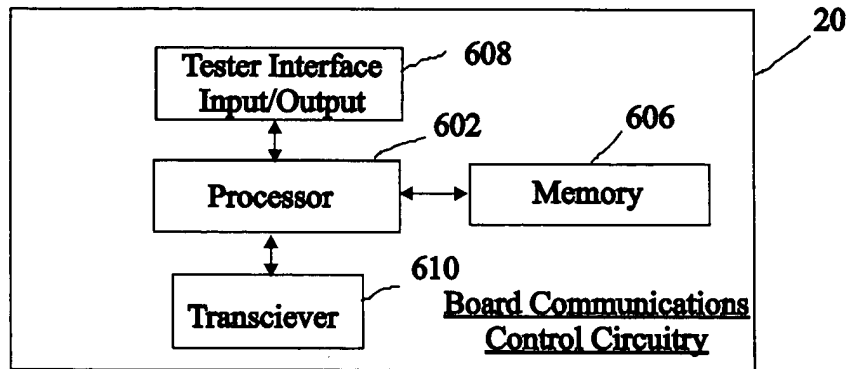 20
Tester Interface
Input/Output
608
602
606
Processor
Memory
610
Transciever
Board Communications
Control Circuitry